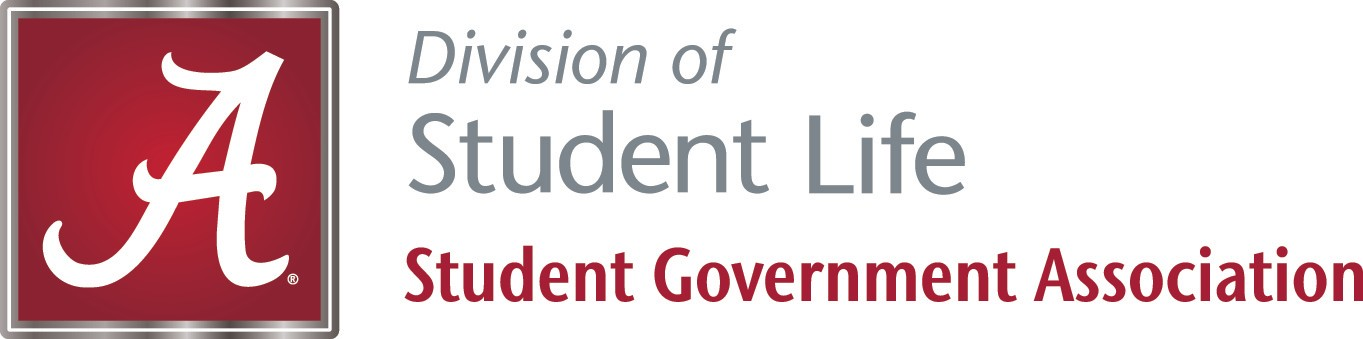 A®
Division of
Student Life
Student Government Association